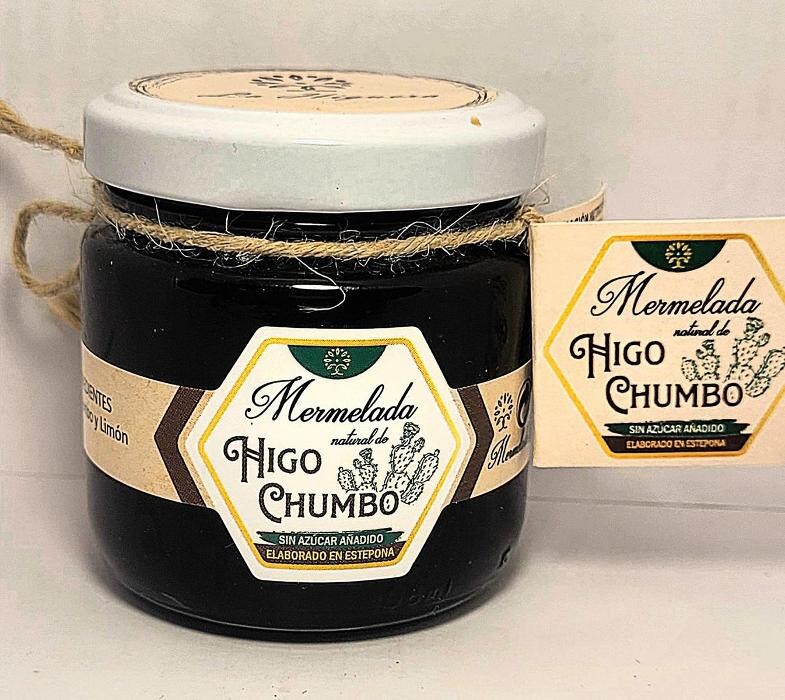 Mermelada
natural de
HIGO
CHUMBO
SIN AZÚCAR AÑADIDO
ELABORADO EN ESTEPONA
y Limón
Mermelada
natural de
HIGO
CHUMBO
SIN AZÚCAR AÑADIDO
ELABORADO EN ESTEPONA